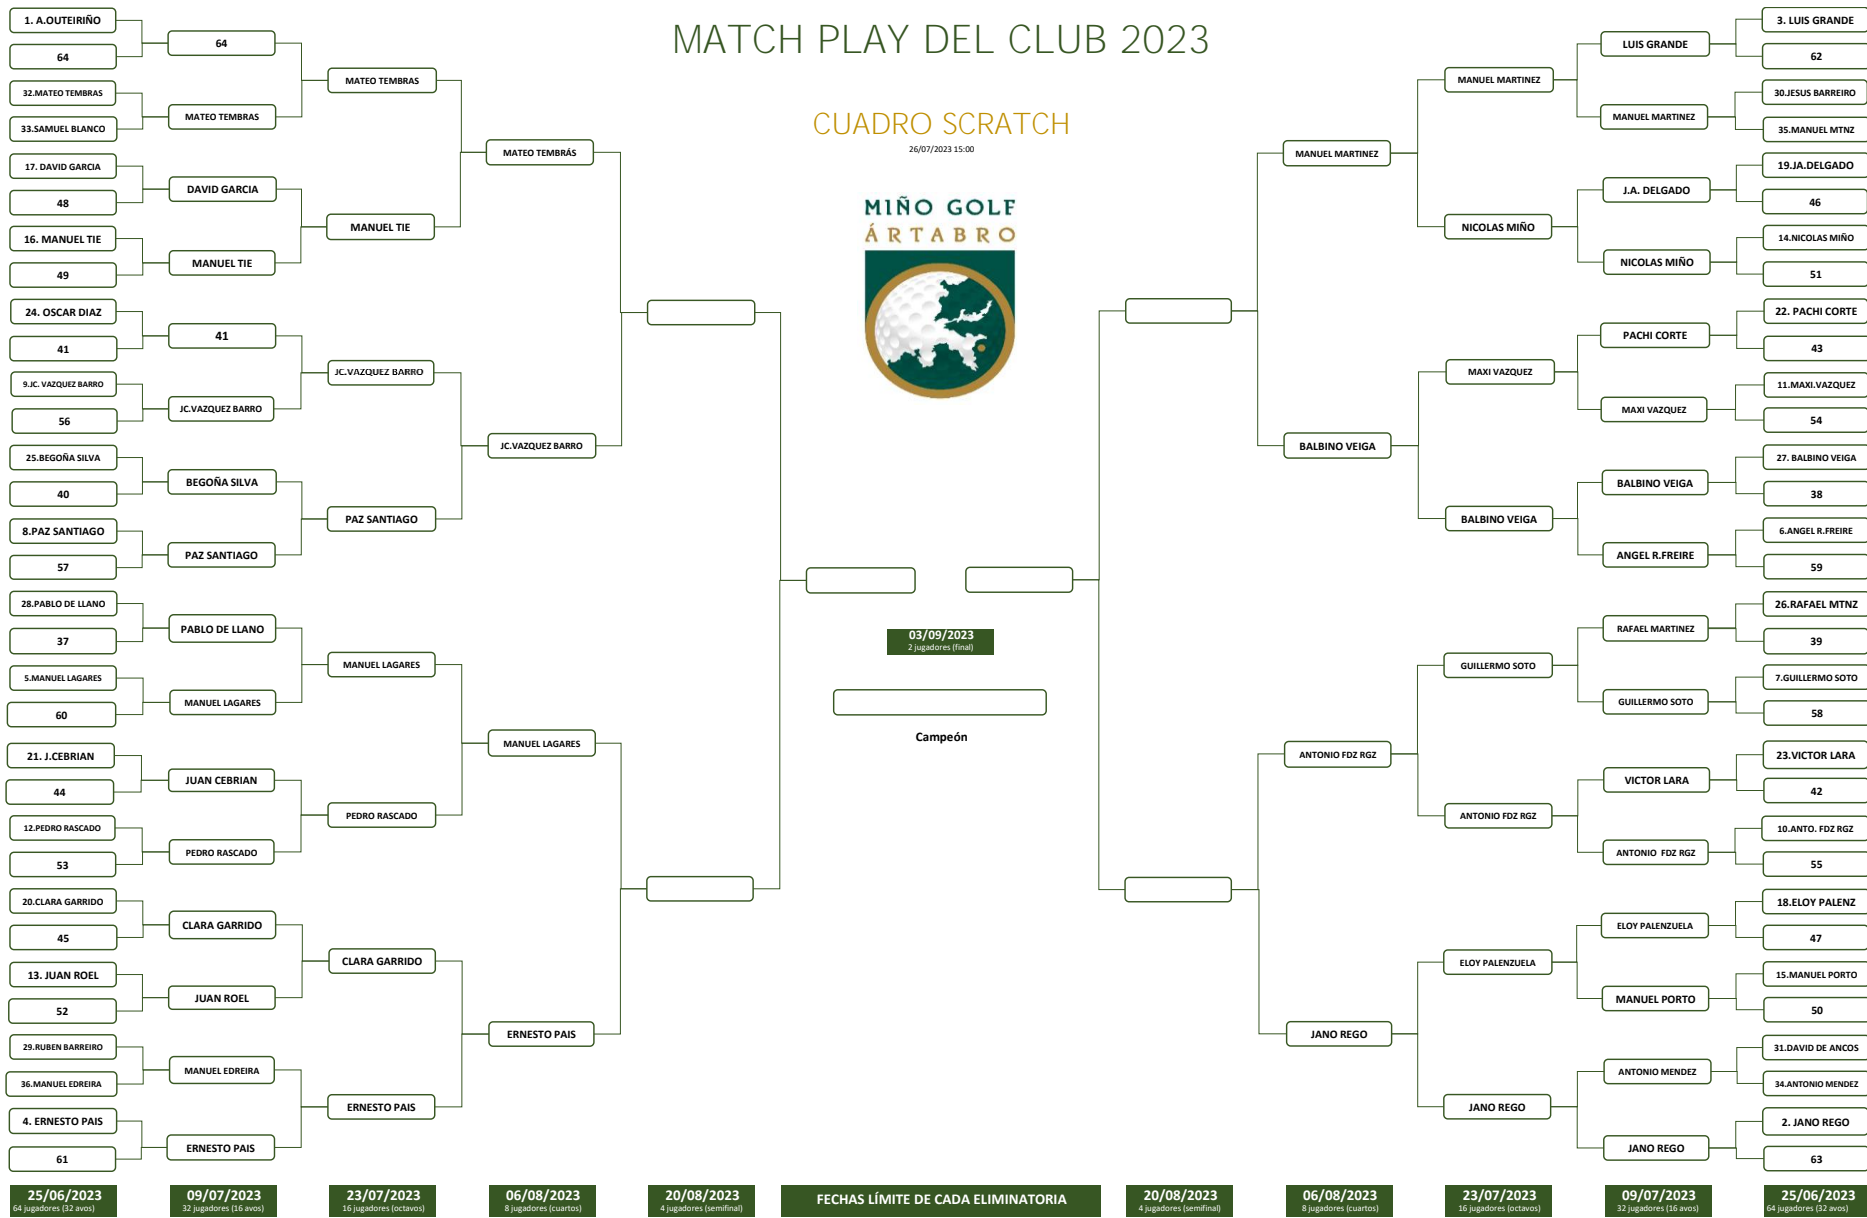 MATCH PLAY DEL CLUB 2023
CUADRO SCRATCH
26/07/2023 15:00
MIÑO GOLF
ÁRTABRO
1. A.OUTEIRIÑO
64
32.MATEO TEMBRAS
33.SAMUEL BLANCO
17. DAVID GARCIA
48
16. MANUEL TIE
49
24. OSCAR DIAZ
41
9.JC. VAZQUEZ BARRO
56
25.BEGOÑA SILVA
40
8.PAZ SANTIAGO
57
28.PABLO DE LLANO
37
5.MANUEL LAGARES
60
21. J.CEBRIAN
44
12.PEDRO RASCADO
53
20.CLARA GARRIDO
45
13. JUAN ROEL
52
29.RUBEN BARREIRO
36.MANUEL EDREIRA
4. ERNESTO PAIS
61
64
MATEO TEMBRAS
DAVID GARCIA
MANUEL TIE
41
JC.VAZQUEZ BARRO
BEGOÑA SILVA
PAZ SANTIAGO
PABLO DE LLANO
MANUEL LAGARES
JUAN CEBRIAN
PEDRO RASCADO
CLARA GARRIDO
JUAN ROEL
MANUEL EDREIRA
ERNESTO PAIS
MATEO TEMBRAS
MANUEL TIE
JC.VAZQUEZ BARRO
PAZ SANTIAGO
MANUEL LAGARES
PEDRO RASCADO
CLARA GARRIDO
ERNESTO PAIS
MATEO TEMBRÁS
JC.VAZQUEZ BARRO
MANUEL LAGARES
ERNESTO PAIS
03/09/2023
2 jugadores (final)
Campeón
MANUEL MARTINEZ
BALBINO VEIGA
ANTONIO FDZ RGZ
JANO REGO
MANUEL MARTINEZ
NICOLAS MIÑO
MAXI VAZQUEZ
BALBINO VEIGA
GUILLERMO SOTO
ANTONIO FDZ RGZ
ELOY PALENZUELA
JANO REGO
LUIS GRANDE
MANUEL MARTINEZ
J.A. DELGADO
NICOLAS MIÑO
PACHI CORTE
MAXI VAZQUEZ
BALBINO VEIGA
ANGEL R.FREIRE
RAFAEL MARTINEZ
GUILLERMO SOTO
VICTOR LARA
ANTONIO FDZ RGZ
ELOY PALENZUELA
MANUEL PORTO
ANTONIO MENDEZ
JANO REGO
3. LUIS GRANDE
62
30.JESUS BARREIRO
35.MANUEL MTNZ
19.JA.DELGADO
46
14.NICOLAS MIÑO
51
22. PACHI CORTE
43
11.MAXI.VAZQUEZ
54
27. BALBINO VEIGA
38
6.ANGEL R.FREIRE
59
26.RAFAEL MTNZ
39
7.GUILLERMO SOTO
58
23.VICTOR LARA
42
10.ANTO. FDZ RGZ
55
18.ELOY PALENZ
47
15.MANUEL PORTO
50
31.DAVID DE ANCOS
34.ANTONIO MENDEZ
2. JANO REGO
63
25/06/2023
64 jugadores (32 avos)
09/07/2023
32 jugadores (16 avos)
23/07/2023
16 jugadores (octavos)
06/08/2023
8 jugadores (cuartos)
20/08/2023
4 jugadores (semifinal)
FECHAS LÍMITE DE CADA ELIMINATORIA
20/08/2023
4 jugadores (semifinal)
06/08/2023
8 jugadores (cuartos)
23/07/2023
16 jugadores (octavos)
09/07/2023
32 jugadores (16 avos)
25/06/2023
64 jugadores (32 avos)